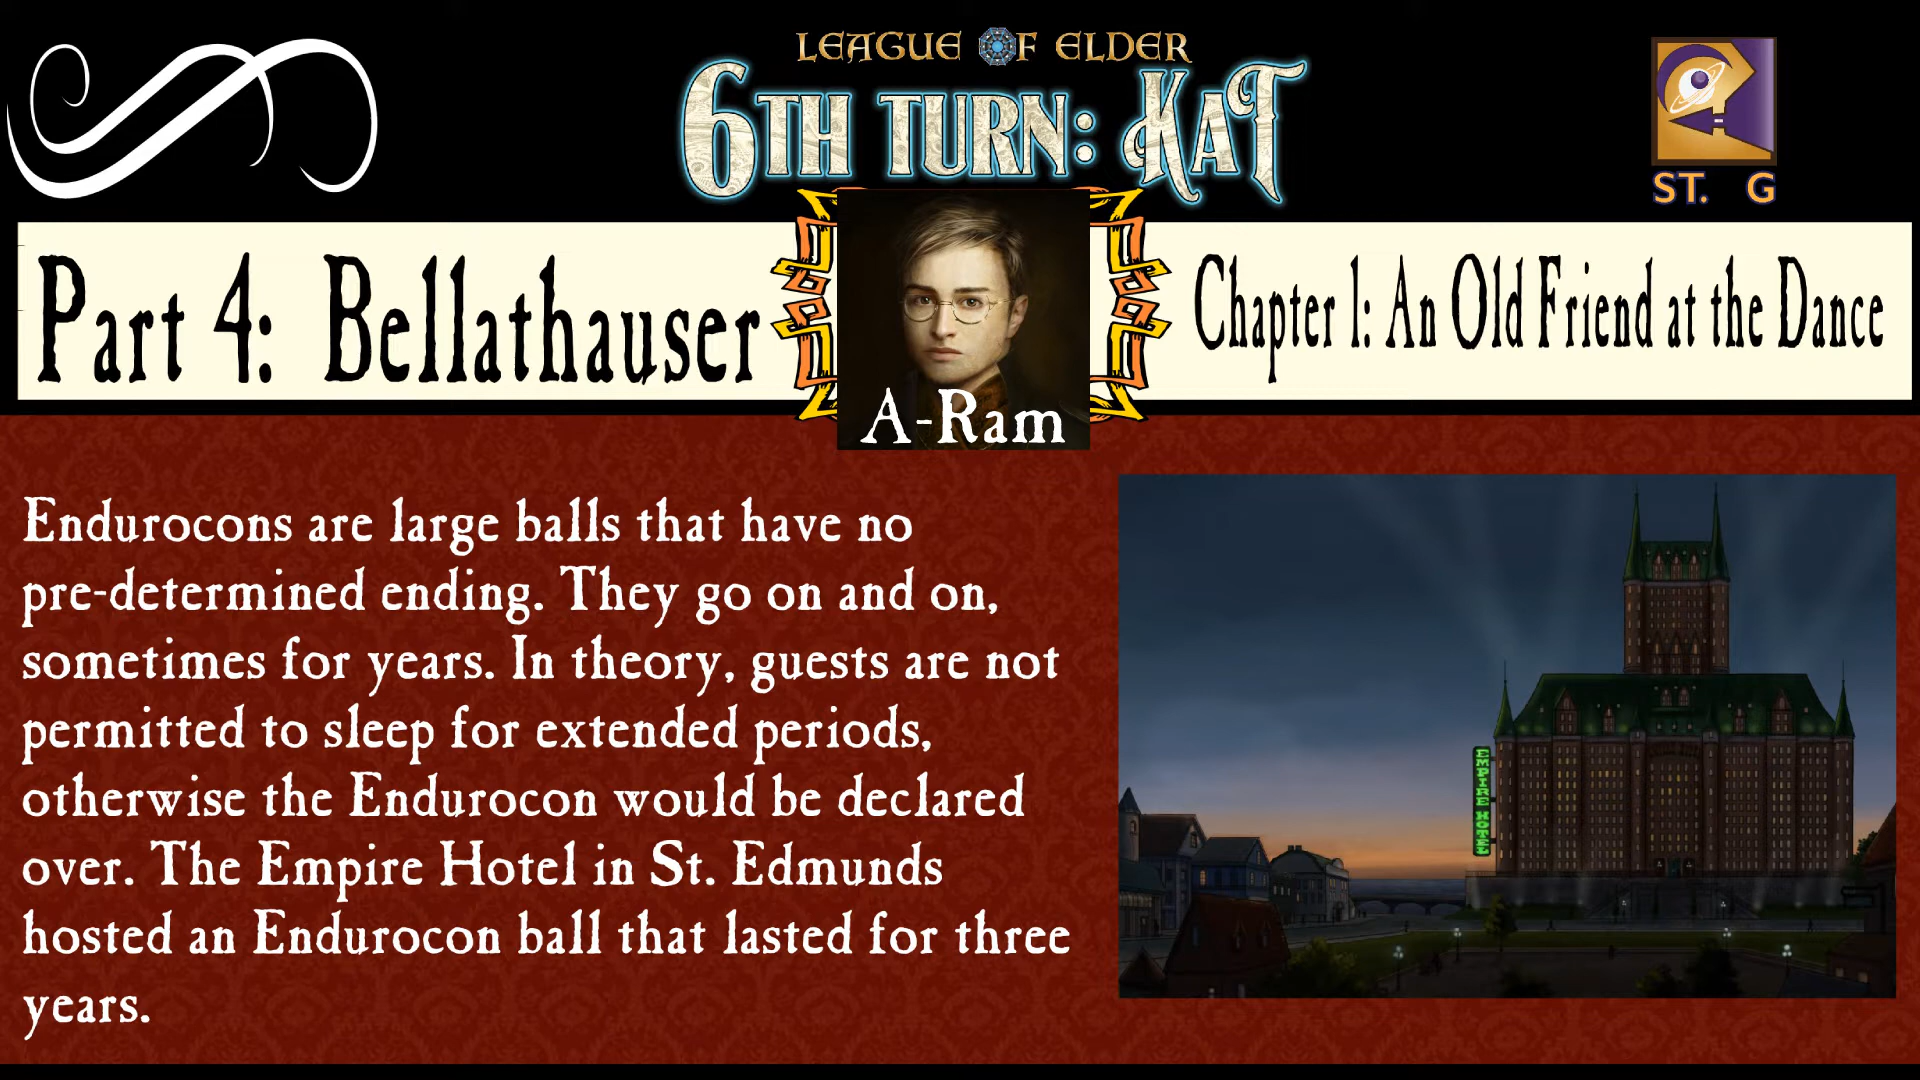 LEAGUE OF ELDER
6TH TURN: KAT
ST. G
Part 4: Bellathauser
A-Ram
Chapter 1: An Old Friend at the Dance
Endurocons are large balls that have no
pre-determined ending. They go on and on,
sometimes for years. In theory, guests are not
permitted to sleep for extended periods,
otherwise the Endurocon would be declared
over. The Empire Hotel in St. Edmunds
hosted an Endurocon ball that lasted for three
years.
EMPIRE HOTEL